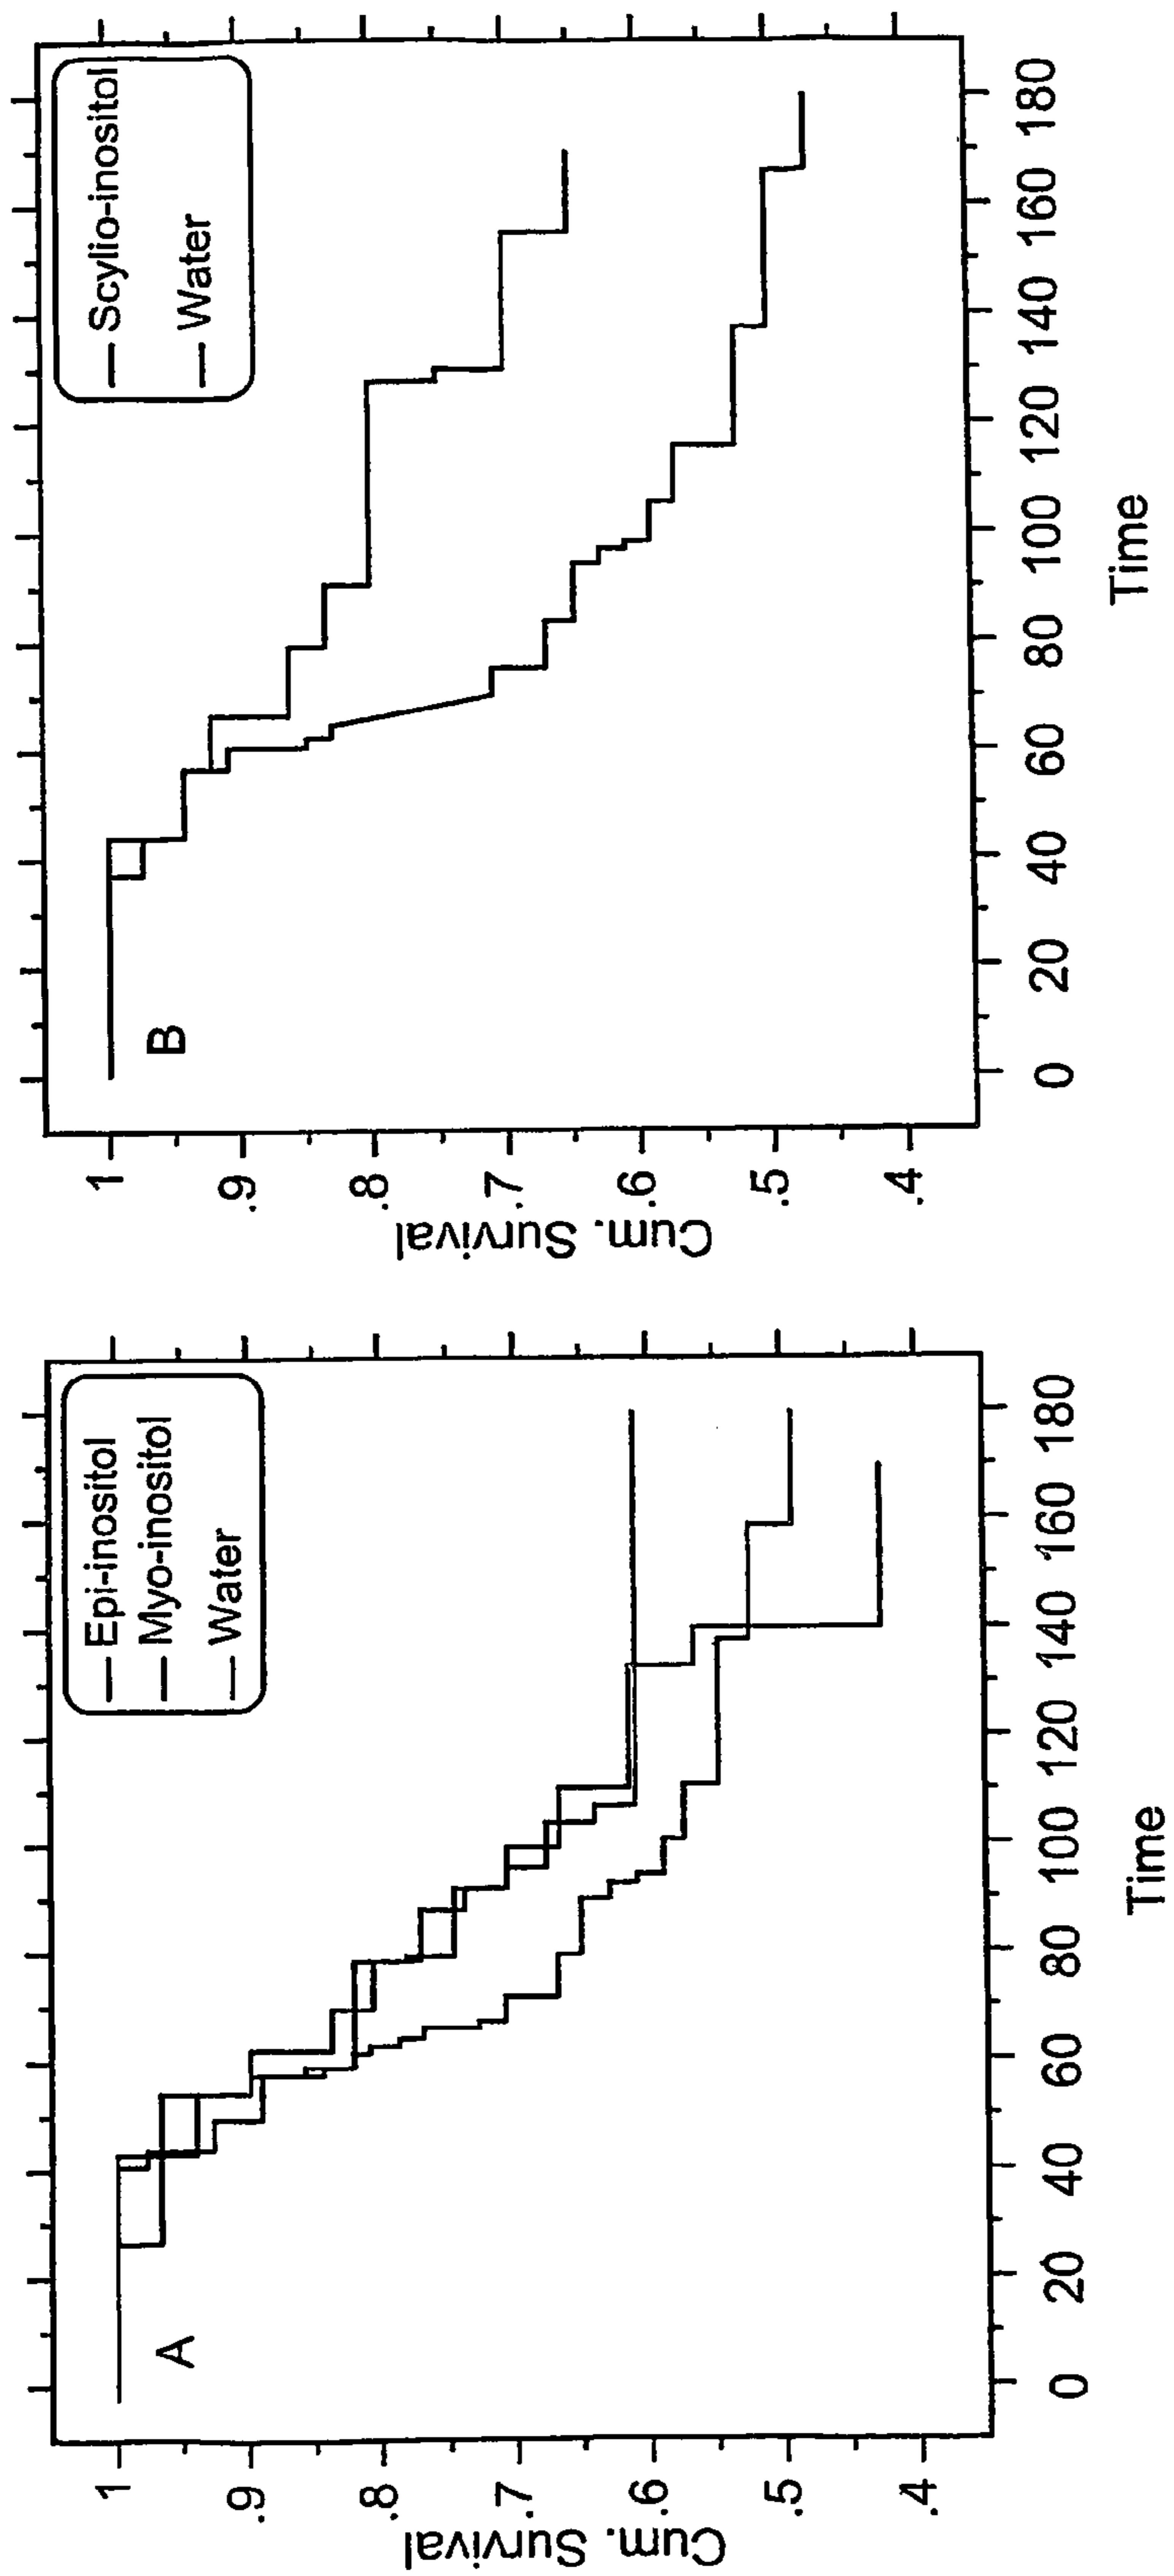 A
Epi-inositol
Myo-inositol
Water
Cum. Survival
1
.9
.8
.7
.6
.5
.4
0 20 40 60 80 100 120 140 160 180
Time
B
Scylio-inositol
Water
Cum. Survival
1
.9
.8
.7
.6
.5
.4
0 20 40 60 80 100 120 140 160 180
Time